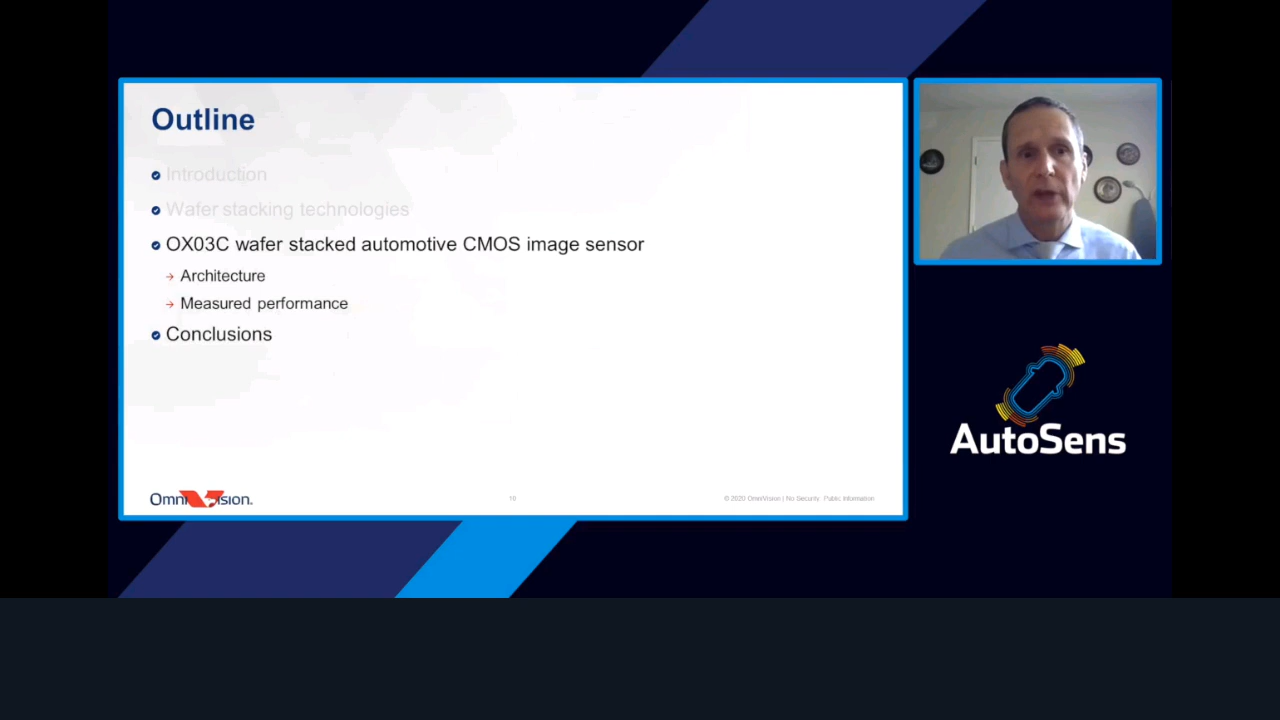 Outline
Introduction
Wafer stacking technologies
OX03C wafer stacked automotive CMOS image sensor
Architecture
Measured performance
Conclusions
OmniVision.
10
© 2020 OmniVision | No Security: Public Information
AutoSens